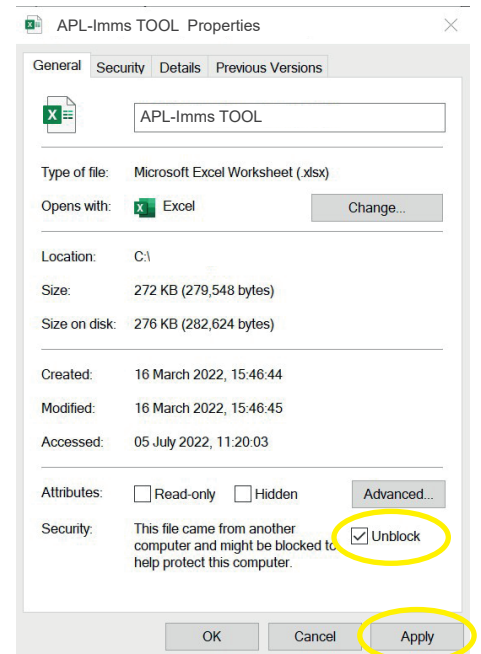 APL-Imms TOOL Properties
General Security Details Previous Versions
APL-Imms TOOL
Type of file: Microsoft Excel Worksheet (.xlsx)
Opens with: Excel Change...
Location: C:\
Size: 272 KB (279,548 bytes)
Size on disk: 276 KB (282,624 bytes)
Created: 16 March 2022, 15:46:44
Modified: 16 March 2022, 15:46:45
Accessed: 05 July 2022, 11:20:03
Attributes: Read-only Hidden Advanced...
Security: This file came from another
computer and might be blocked to
help protect this computer.
Unblock
OK Cancel Apply